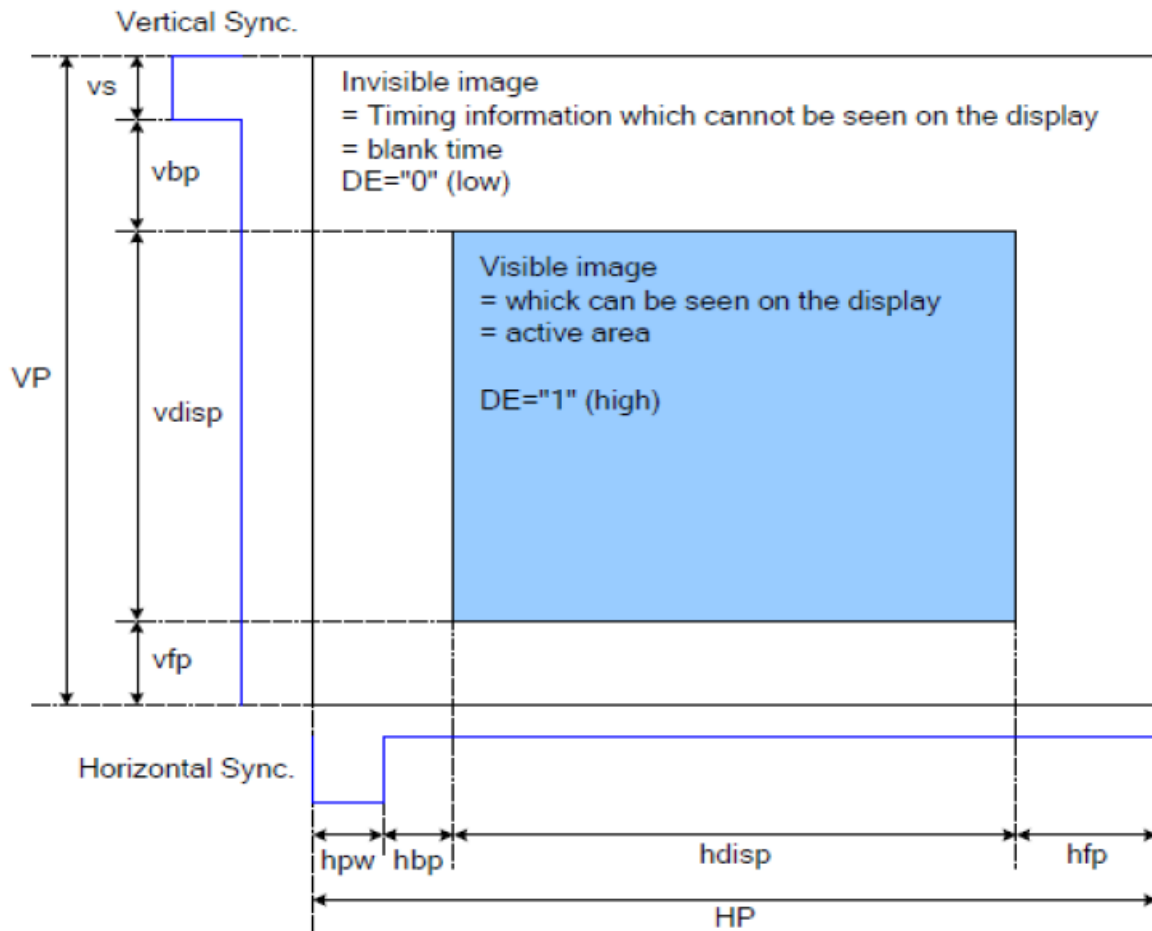 Vertical Sync.
vs
Invisible image
= Timing information which cannot be seen on the display
= blank time
DE="0" (low)
vbp
Visible image
= whick can be seen on the display
= active area
DE="1" (high)
VP
vdisp
vfp
Horizontal Sync.
hpw
hbp
hdisp
hfp
HP